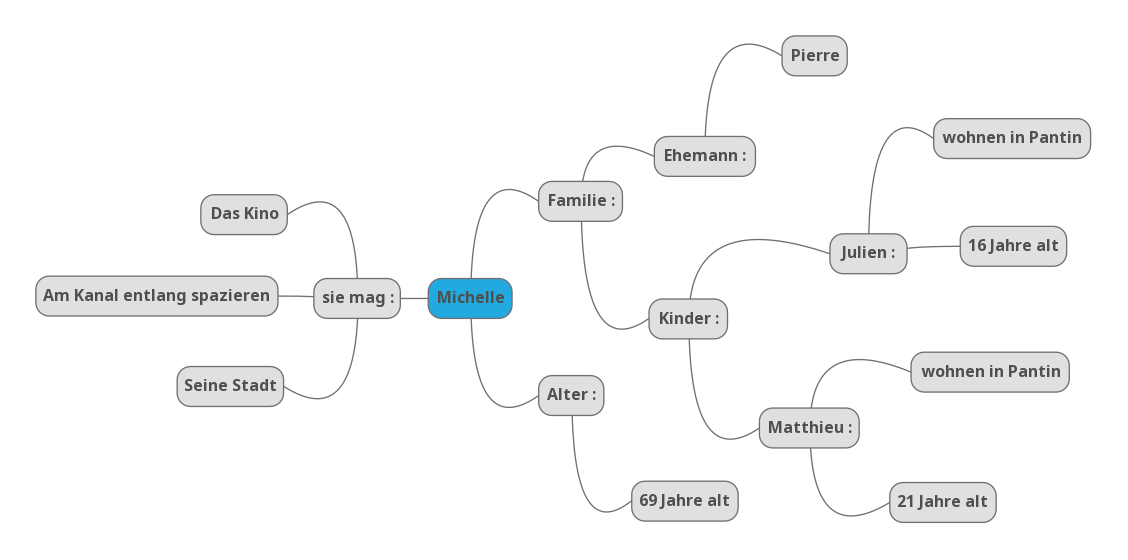 Pierre
wohnen in Pantin
Ehemann :
Familie :
Das Kino
Julien :
16 Jahre alt
Am Kanal entlang spazieren
sie mag :
Michelle
Kinder :
wohnen in Pantin
Seine Stadt
Alter :
Matthieu :
69 Jahre alt
21 Jahre alt